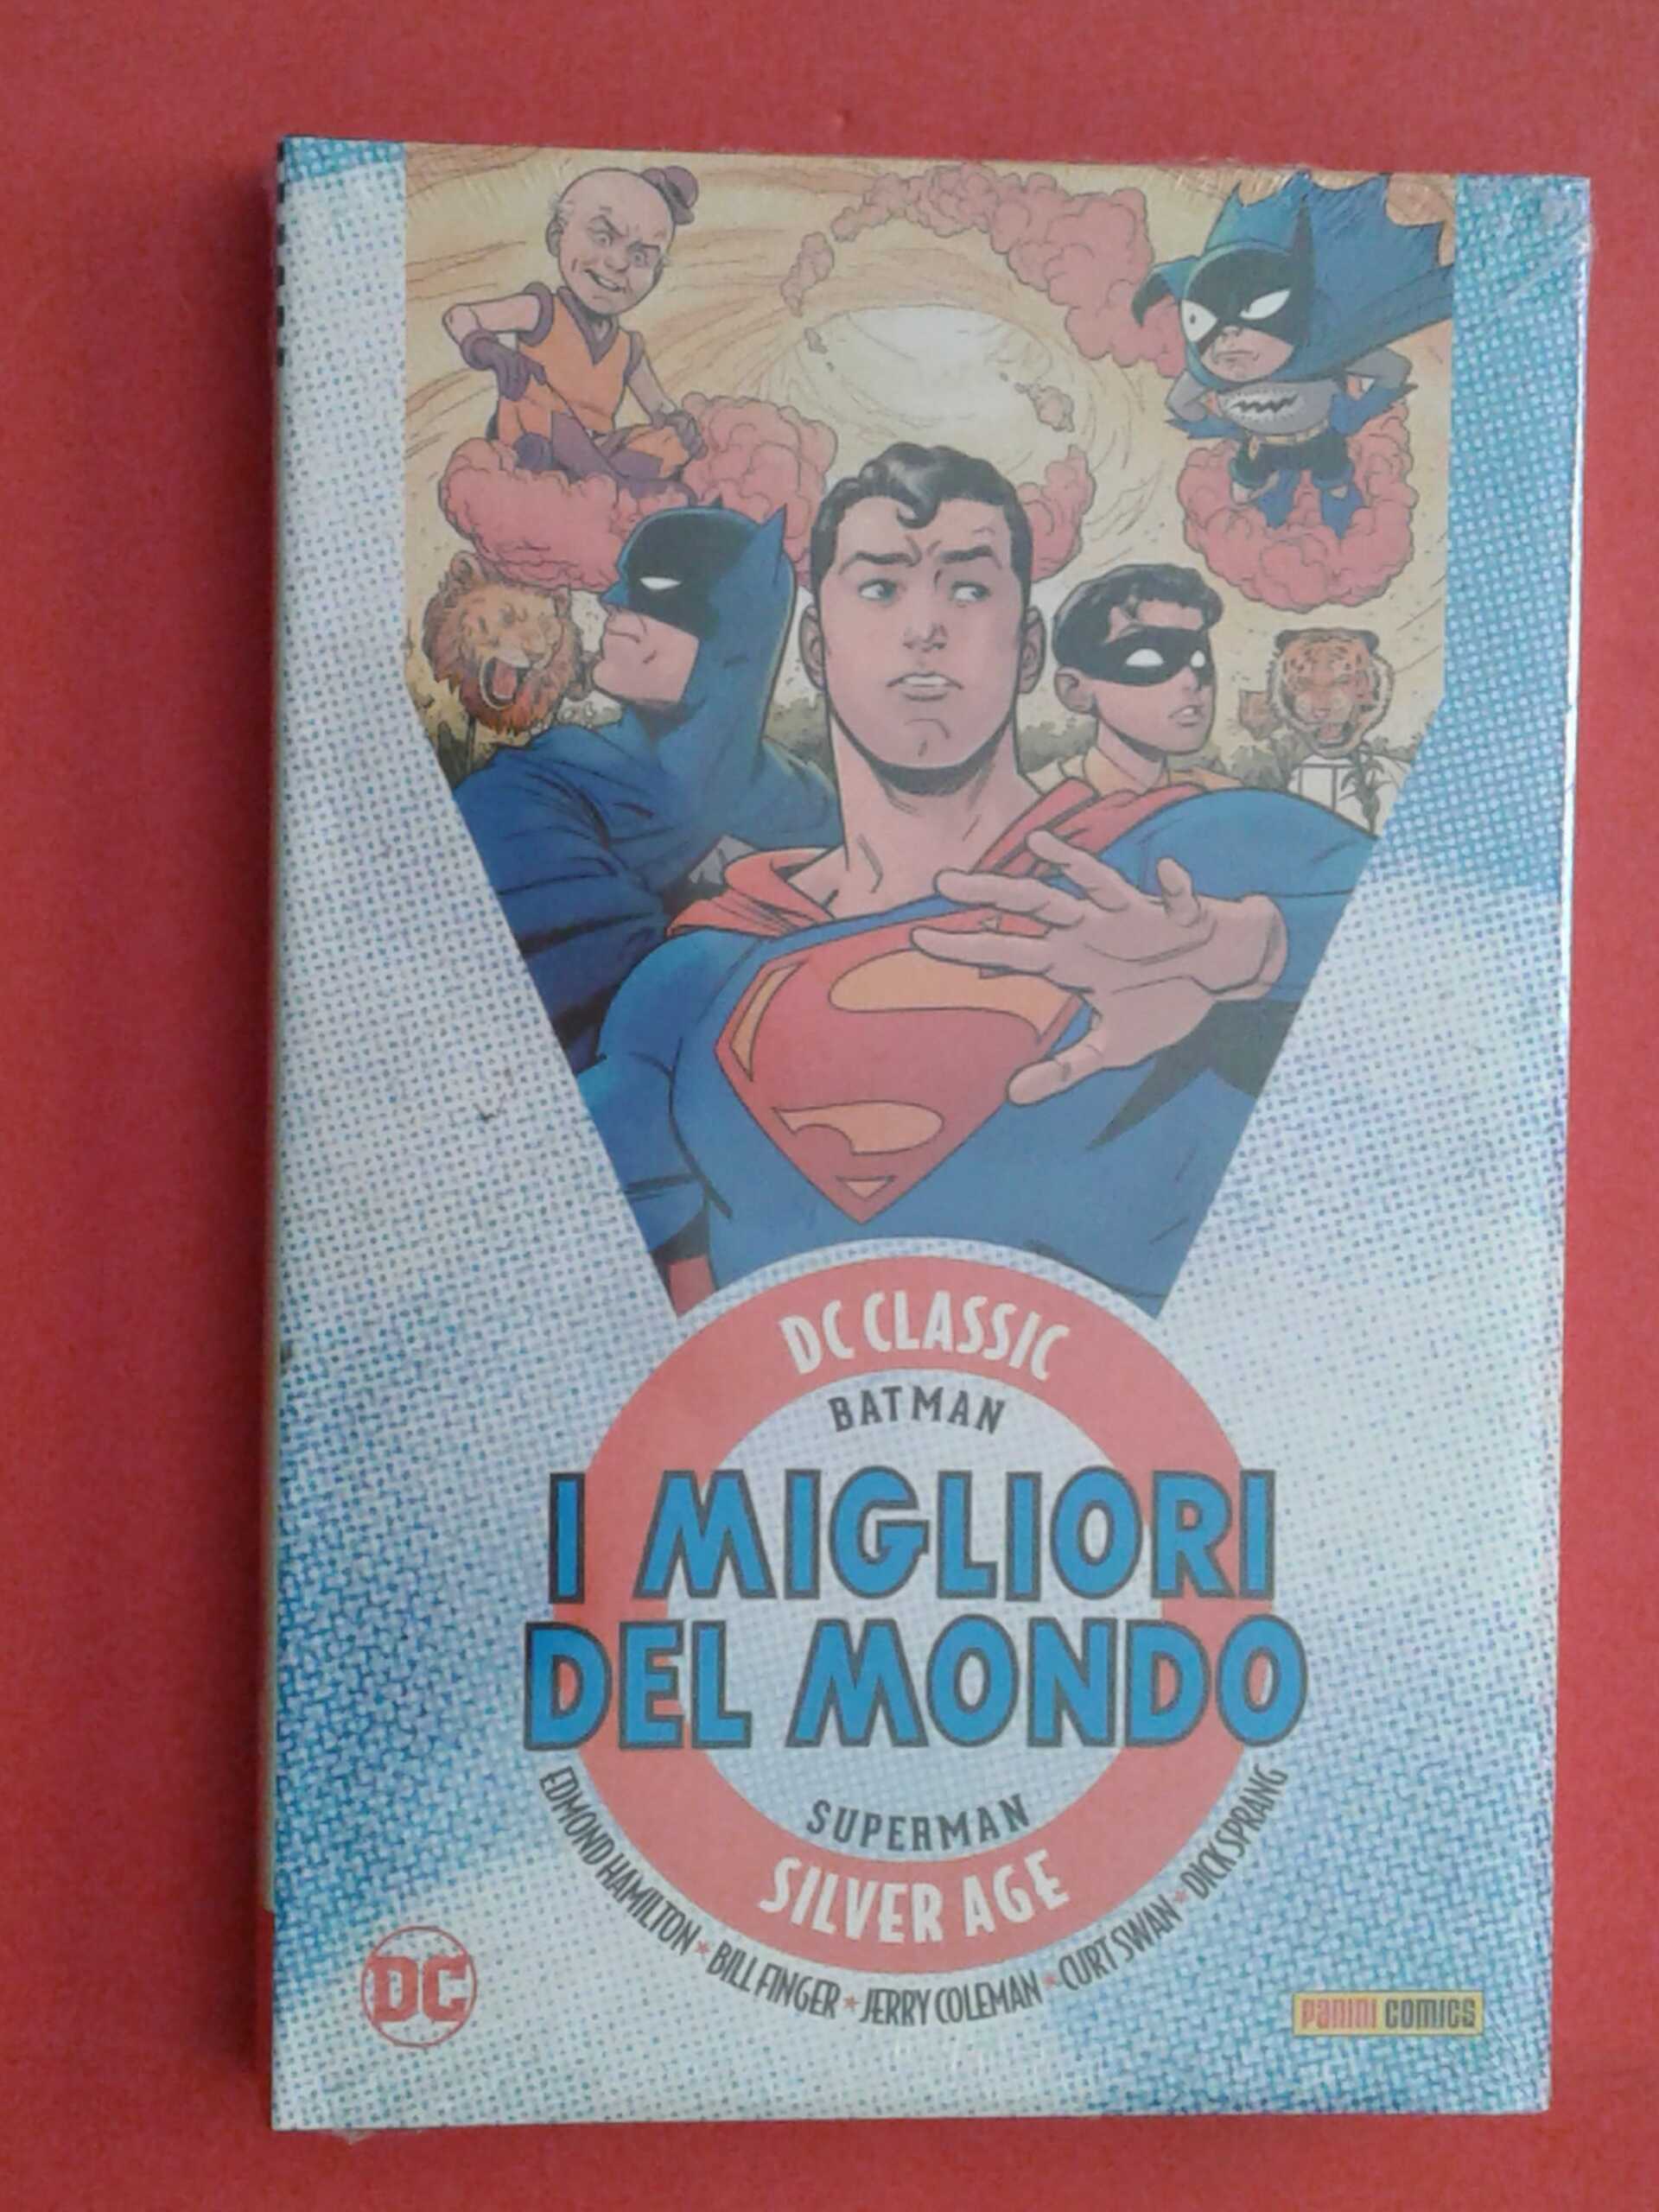 DC CLASSIC
BATMAN
I MIGLIORI
DEL MONDO
SUPERMAN
SILVER AGE
EDMOND HAMILTON * BILL FINGER * JERRY COLEMAN * CURT SWAN * DICK SPRANG
DC
PANINI COMICS